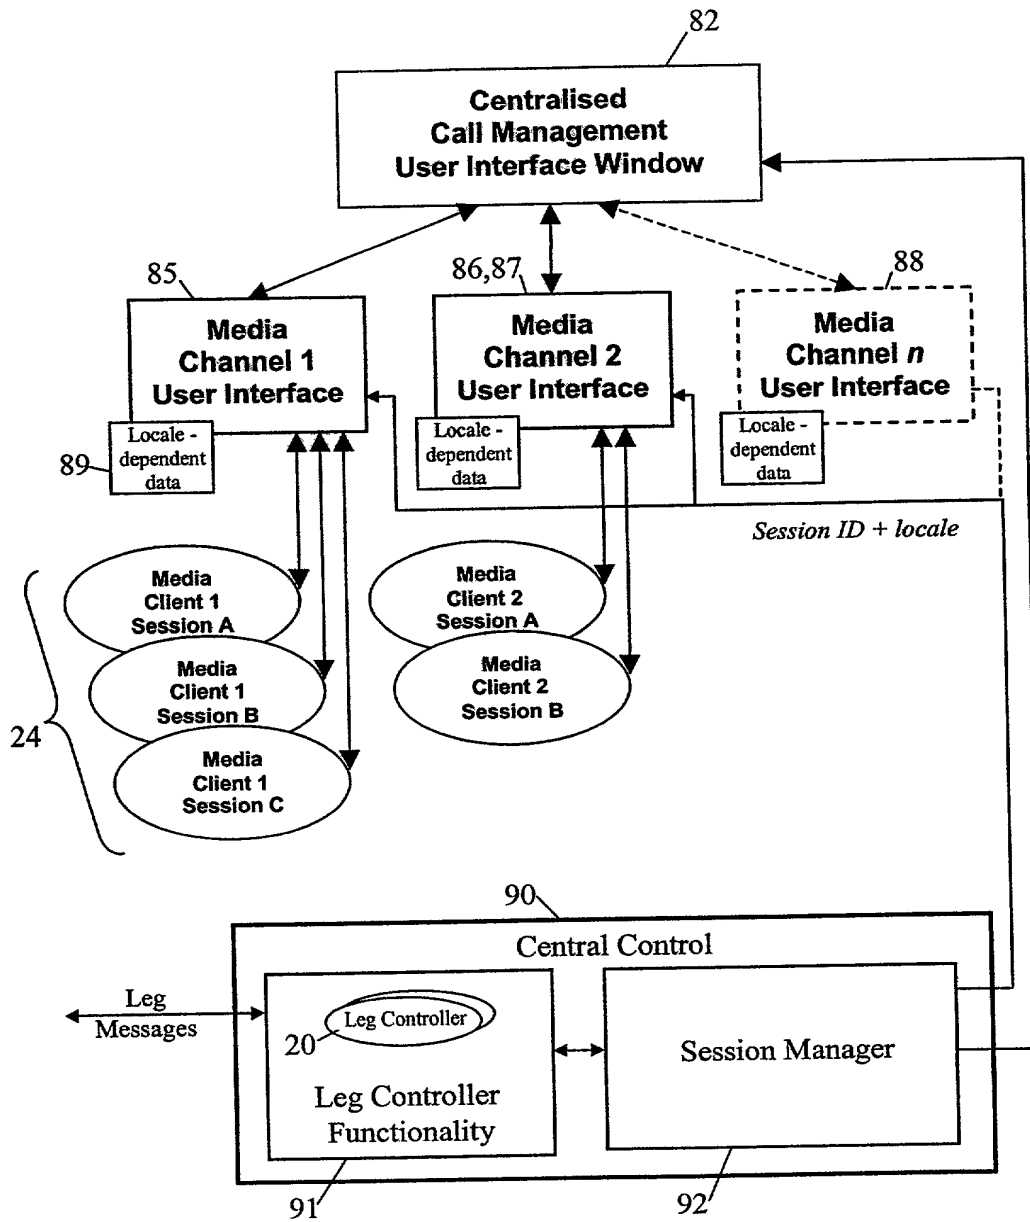 82
Centralised
Call Management
User Interface Window
85
Media
Channel 1
User Interface
86,87
Media
Channel 2
User Interface
88
Media
Channel n
User Interface
89
Locale -
dependent
data
Locale -
dependent
data
Locale -
dependent
data
Session ID + locale
24
Media
Client 1
Session A
Media
Client 1
Session B
Media
Client 1
Session C
Media
Client 2
Session A
Media
Client 2
Session B
90
Central Control
Leg
Messages
20
Leg Controller
Leg Controller
Functionality
91
Session Manager
92